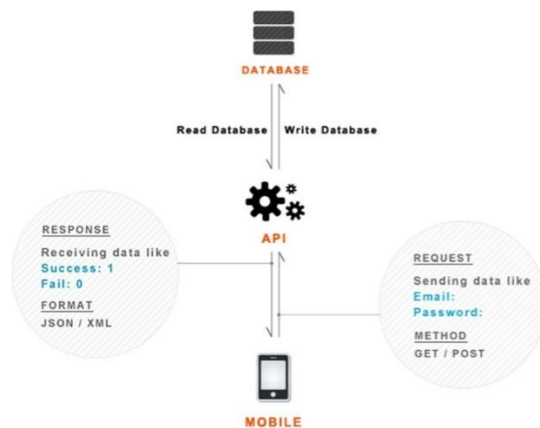 DATABASE
Read Database Write Database
API
RESPONSE
Receiving data like
Success: 1
Fail: 0
FORMAT
JSON / XML
REQUEST
Sending data like
Email:
Password:
METHOD
GET / POST
MOBILE